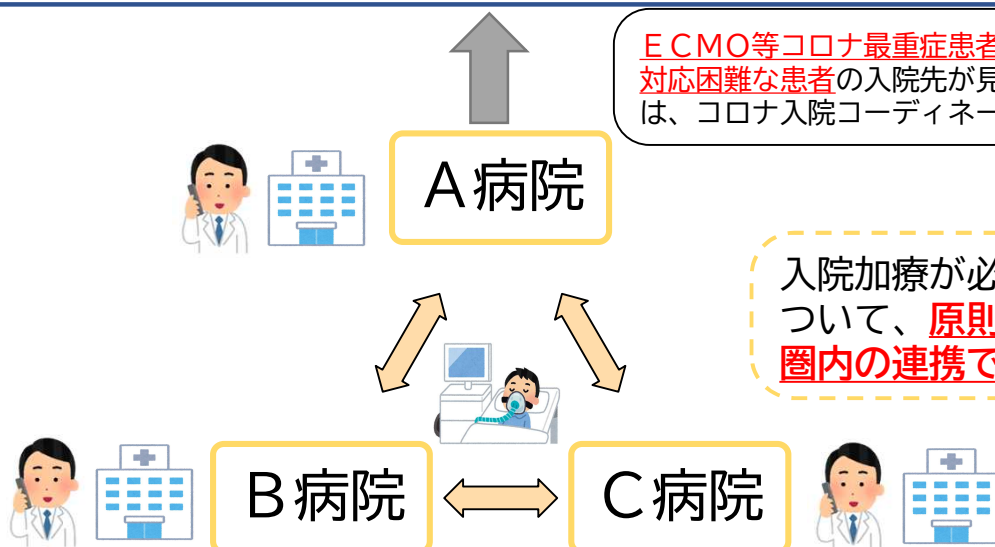 ECMO等コロナ最重症患者
対応困難な患者の入院先が見
は、コロナ入院コーディネー
A病院
入院加療が必
ついて、原則
圏内の連携で
B病院
C病院